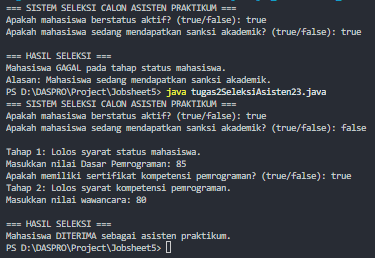 === SISTEM SELEKSI CALON ASISTEN PRAKTIKUM ===
Apakah mahasiswa berstatus aktif? (true/false): true
Apakah mahasiswa sedang mendapatkan sanksi akademik? (true/false): true

=== HASIL SELEKSI ===
Mahasiswa GAGAL pada tahap status mahasiswa.
Alasan: Mahasiswa sedang mendapatkan sanksi akademik.
PS D:\DASPRO\Project\Jobsheet5> java tugas2SeleksiAsisten23.java
=== SISTEM SELEKSI CALON ASISTEN PRAKTIKUM ===
Apakah mahasiswa berstatus aktif? (true/false): true
Apakah mahasiswa sedang mendapatkan sanksi akademik? (true/false): false

Tahap 1: Lolos syarat status mahasiswa.
Masukkan nilai Dasar Pemrograman: 85
Apakah memiliki sertifikat kompetensi pemrograman? (true/false): true
Tahap 2: Lolos syarat kompetensi pemrograman.
Masukkan nilai wawancara: 80

=== HASIL SELEKSI ===
Mahasiswa DITERIMA sebagai asisten praktikum.
PS D:\DASPRO\Project\Jobsheet5>